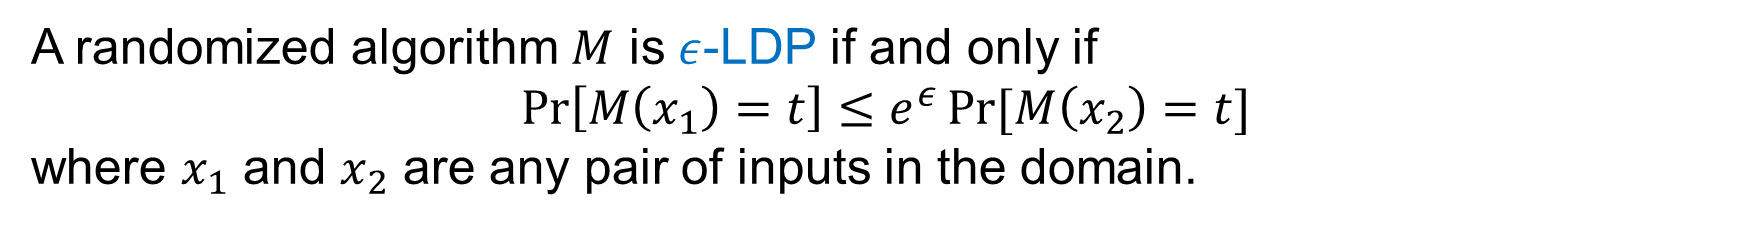 A randomized algorithm 𝑀 is 𝜖-LDP if and only if
Pr[𝑀(𝑥₁) = 𝑡] ≤ 𝑒^𝜖 Pr[𝑀(𝑥₂) = 𝑡]
where 𝑥₁ and 𝑥₂ are any pair of inputs in the domain.